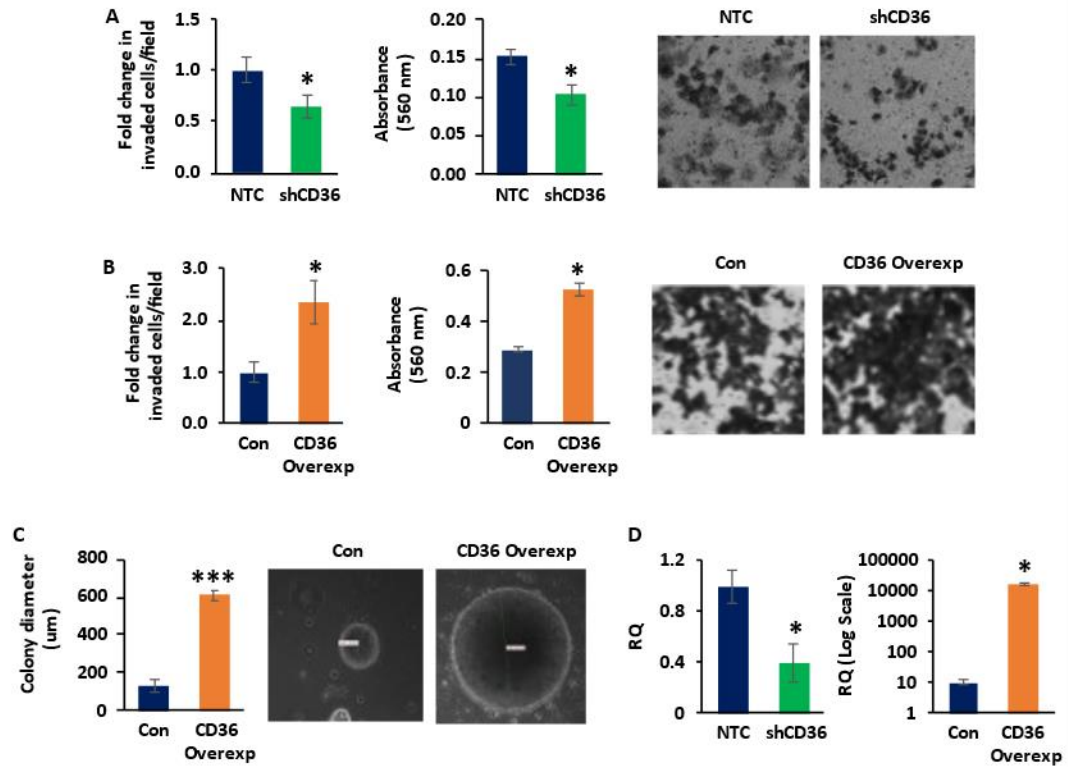 A
Fold change in
invaded cells/field
1.5
1.0
0.5
0.0
*
NTC shCD36
Absorbance
(560 nm)
0.20
0.15
0.10
0.05
0.00
*
NTC shCD36
NTC
shCD36
B
Fold change in
invaded cells/field
3.0
2.0
1.0
0.0
*
Con CD36
Overexp
Absorbance
(560 nm)
0.6
0.4
0.2
0
*
Con CD36
Overexp
Con
CD36 Overexp
C
Colony diameter
(um)
800
600
400
200
0
***
Con CD36
Overexp
Con
CD36 Overexp
D
RQ
1.2
0.8
0.4
0
*
NTC shCD36
RQ (Log Scale)
100000
10000
1000
100
10
1
*
Con CD36
Overexp